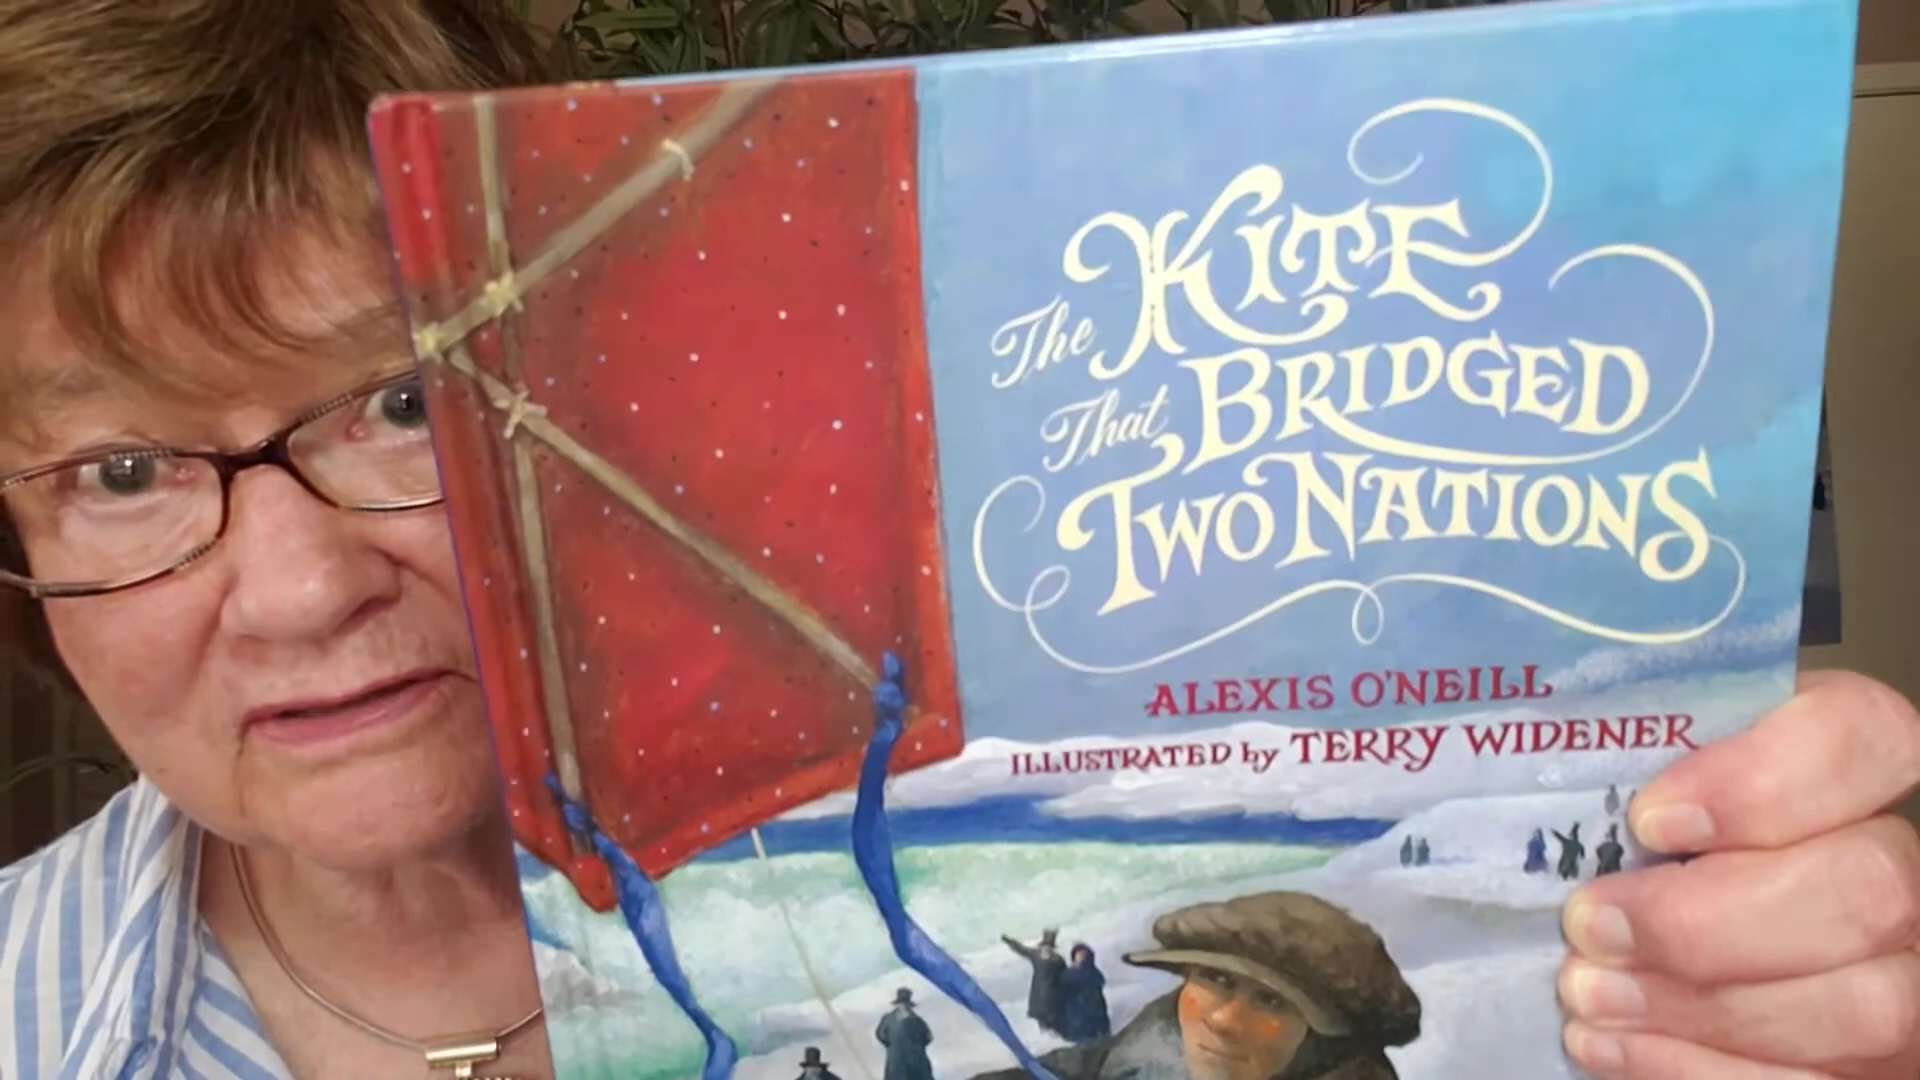 The KITE
That BRIDGED
TWO NATIONS
ALEXIS O'NEILL
ILLUSTRATED by TERRY WIDENER